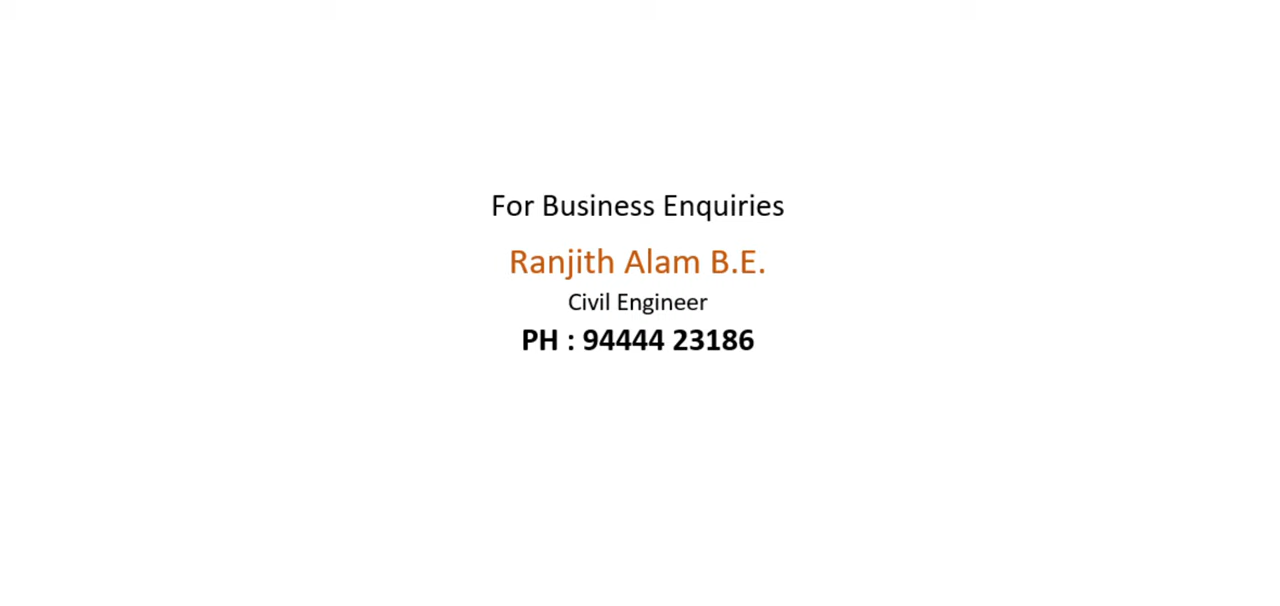 For Business Enquiries
Ranjith Alam B.E.
Civil Engineer
PH : 94444 23186